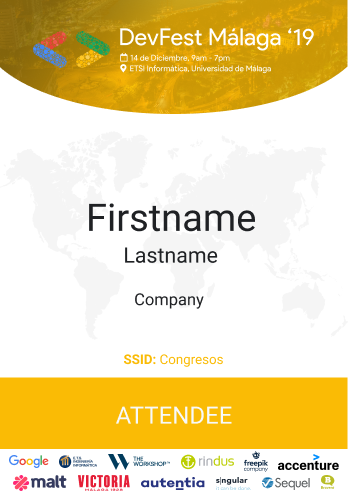 DevFest Málaga ‘19
14 de Diciembre, 9am - 7pm
ETSI Informática, Universidad de Málaga
Firstname
Lastname
Company
SSID: Congresos
ATTENDEE
Google
E.T.S. INGENIERÍA INFORMÁTICA
THE WORKSHOP™
rindus
freepik company
accenture
malt
VICTORIA
MÁLAGA 1928
autentia
singular
Sequel